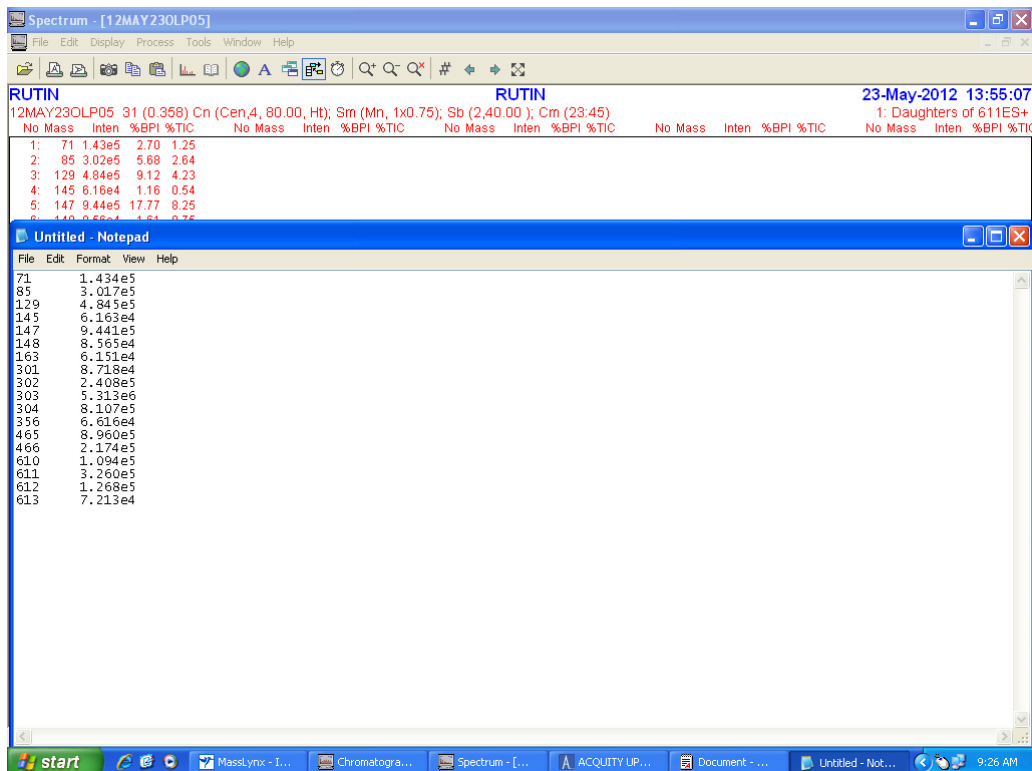 Spectrum - [12MAY23OLP05]
File Edit Display Process Tools Window Help
RUTIN RUTIN 23-May-2012 13:55:07
12MAY23OLP05 31 (0.358) Cn (Cen,4, 80.00, Ht); Sm (Mn, 1x0.75); Sb (2,40.00 ); Cm (23:45) 1: Daughters of 611ES+
No Mass Inten %BPI %TIC No Mass Inten %BPI %TIC No Mass Inten %BPI %TIC No Mass Inten %BPI %TIC No Mass Inten %BPI %TIC
1: 71 1.43e5 2.70 1.25
2: 85 3.02e5 5.68 2.64
3: 129 4.84e5 9.12 4.23
4: 145 6.16e4 1.16 0.54
5: 147 9.44e5 17.77 8.25
Untitled - Notepad
File Edit Format View Help
71 1.434e5
85 3.017e5
129 4.845e5
145 6.163e4
147 9.441e5
148 8.565e4
163 6.151e4
301 8.718e4
302 2.408e5
303 5.313e6
304 8.107e5
356 6.616e4
465 8.960e5
466 2.174e5
610 1.094e5
611 3.260e5
612 1.268e5
613 7.213e4
start MassLynx - I... Chromatogra... Spectrum - [... ACQUITY UP... Document - ... Untitled - Not... 9:26 AM